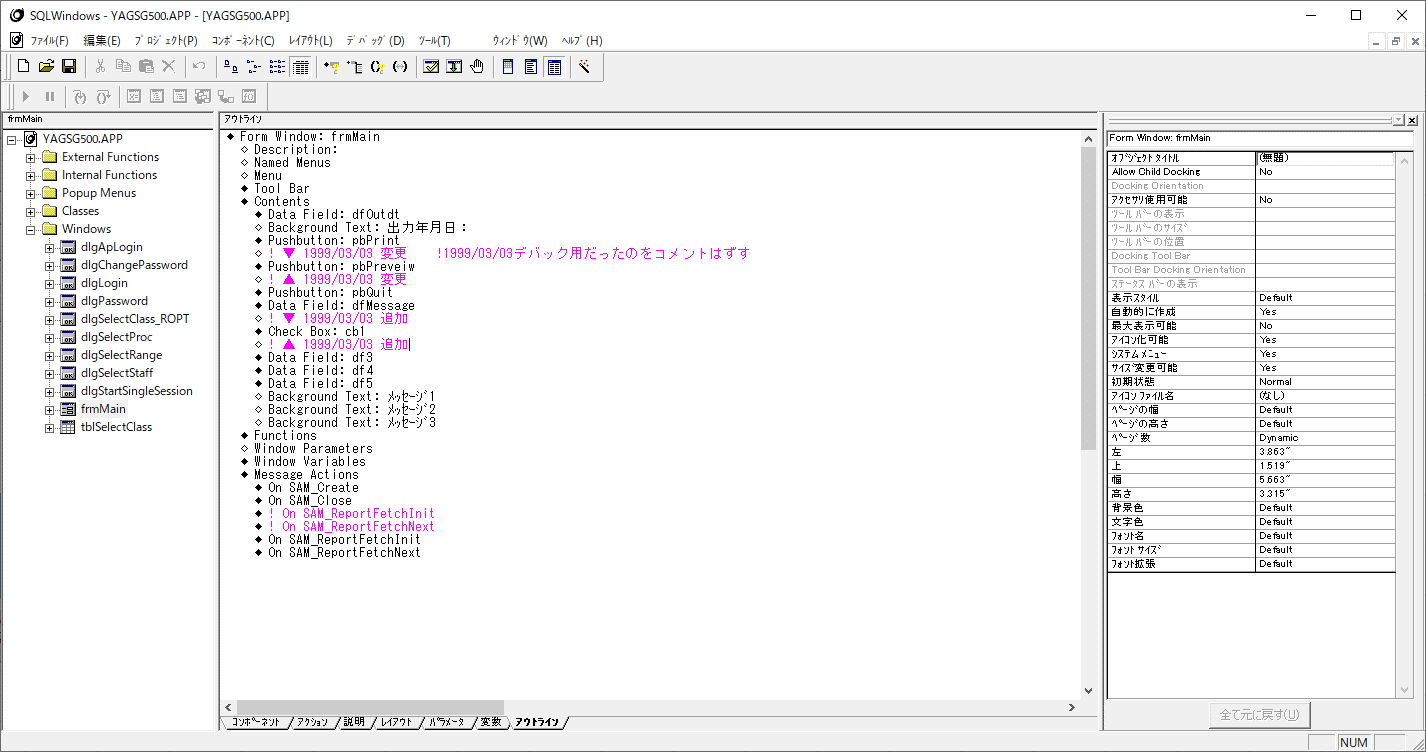 SQLWindows - YAGSG500.APP - [YAGSG500.APP]
ﾌｧｲﾙ(F) 編集(E) ﾌﾟﾛｼﾞｪｸﾄ(P) ｺﾝﾎﾟｰﾈﾝﾄ(C) ﾚｲｱｳﾄ(L) ﾃﾞﾊﾞｯｸﾞ(D) ﾂｰﾙ(T) ｳｨﾝﾄﾞｳ(W) ﾍﾙﾌﾟ(H)
frmMain
YAGSG500.APP
External Functions
Internal Functions
Popup Menus
Classes
Windows
dlgApLogin
dlgChangePassword
dlgLogin
dlgPassword
dlgSelectClass_ROPT
dlgSelectProc
dlgSelectRange
dlgSelectStaff
dlgStartSingleSession
frmMain
tblSelectClass
ｱｳﾄﾗｲﾝ
◆ Form Window: frmMain
◇ Description:
◇ Named Menus
◇ Menu
◆ Tool Bar
◆ Contents
◆ Data Field: dfOutdt
◇ Background Text: 出力年月日：
◆ Pushbutton: pbPrint
◇ ! ▼ 1999/03/03 変更 !1999/03/03デバック用だったのをコメントはずす
◆ Pushbutton: pbPreveiw
◇ ! ▲ 1999/03/03 変更
◆ Pushbutton: pbQuit
◆ Data Field: dfMessage
◇ ! ▼ 1999/03/03 追加
◆ Check Box: cb1
◇ ! ▲ 1999/03/03 追加
◆ Data Field: df3
◆ Data Field: df4
◆ Data Field: df5
◇ Background Text: ﾒｯｾｰｼﾞ1
◇ Background Text: ﾒｯｾｰｼﾞ2
◇ Background Text: ﾒｯｾｰｼﾞ3
◆ Functions
◇ Window Parameters
◆ Window Variables
◆ Message Actions
◆ On SAM_Create
◆ On SAM_Close
◆ ! On SAM_ReportFetchInit
◆ ! On SAM_ReportFetchNext
◆ On SAM_ReportFetchInit
◆ On SAM_ReportFetchNext
ｺﾝﾎﾟｰﾈﾝﾄ ｱｸｼｮﾝ 説明 ﾚｲｱｳﾄ ﾊﾟﾗﾒｰﾀ 変数 ｱｳﾄﾗｲﾝ
Form Window: frmMain
ｵﾌﾞｼﾞｪｸﾄ ﾀｲﾄﾙ (無題)
Allow Child Docking No
Docking Orientation
ｱｸｾｻﾘ使用可能 No
ﾂｰﾙ ﾊﾞｰの表示
ﾂｰﾙ ﾊﾞｰのｻｲｽﾞ
ﾂｰﾙ ﾊﾞｰの位置
Docking Tool Bar
Tool Bar Docking Orientation
ｽﾃｰﾀｽ ﾊﾞｰの表示
表示ｽﾀｲﾙ Default
自動的に作成 Yes
最大表示可能 No
ｱｲｺﾝ化可能 Yes
ｼｽﾃﾑ ﾒﾆｭｰ Yes
ｻｲｽﾞ変更可能 Yes
初期状態 Normal
ｱｲｺﾝ ﾌｧｲﾙ名 (なし)
ﾍﾟｰｼﾞの幅 Default
ﾍﾟｰｼﾞの高さ Default
ﾍﾟｰｼﾞ数 Dynamic
左 3.863"
上 1.519"
幅 5.663"
高さ 3.315"
背景色 Default
文字色 Default
ﾌｫﾝﾄ名 Default
ﾌｫﾝﾄ ｻｲｽﾞ Default
ﾌｫﾝﾄ拡張 Default
全て元に戻す(U)
NUM